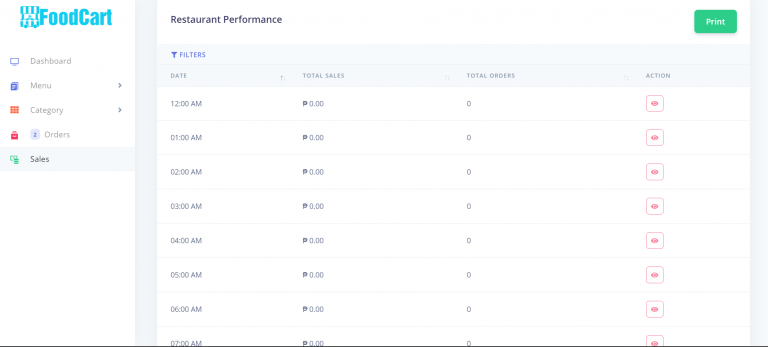 FoodCart
Restaurant Performance
Print
FILTERS
Dashboard
DATE TOTAL SALES TOTAL ORDERS ACTION
Menu
12:00 AM ₱ 0.00 0
Category
2 Orders
01:00 AM ₱ 0.00 0
Sales
02:00 AM ₱ 0.00 0
03:00 AM ₱ 0.00 0
04:00 AM ₱ 0.00 0
05:00 AM ₱ 0.00 0
06:00 AM ₱ 0.00 0
07:00 AM ₱ 0.00 0